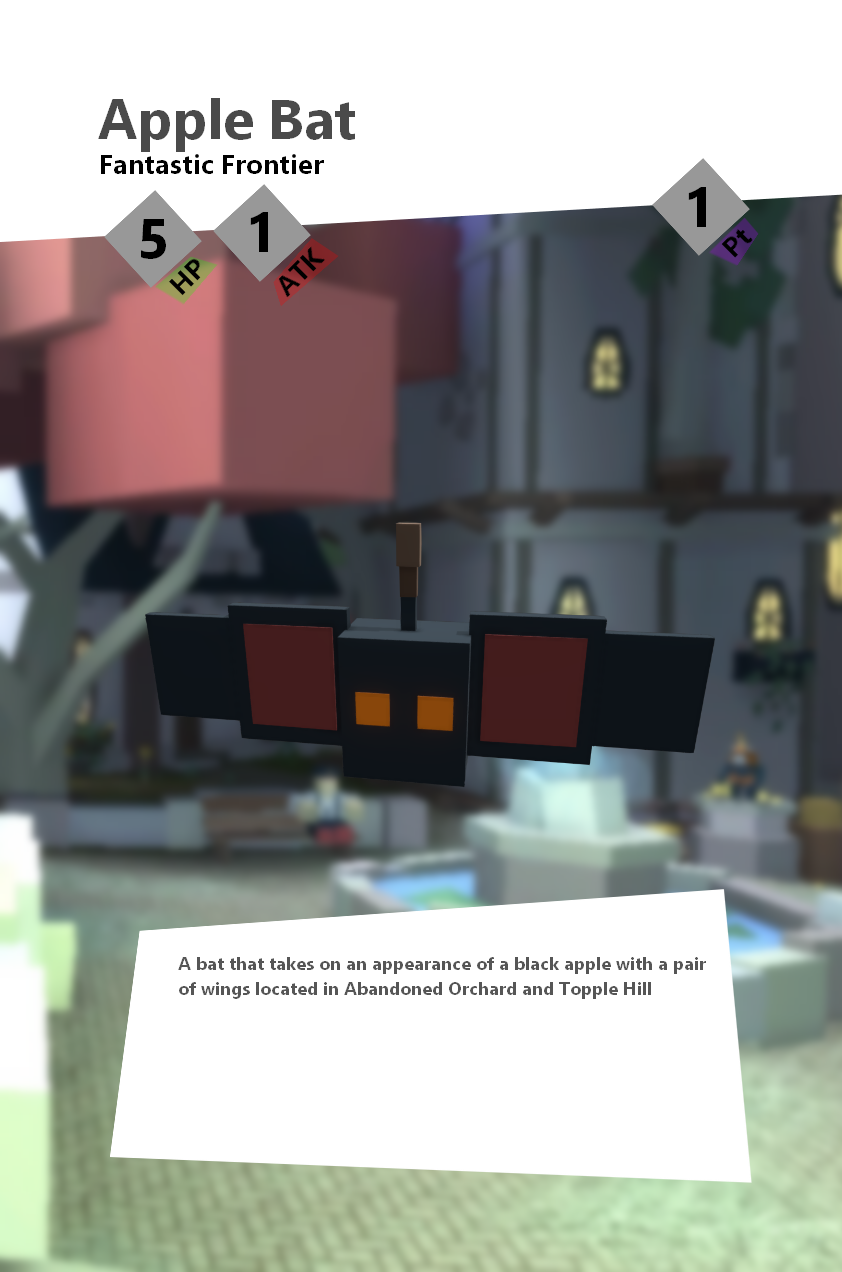 Apple Bat
Fantastic Frontier
5 HP
1 ATK
1 Pt
A bat that takes on an appearance of a black apple with a pair
of wings located in Abandoned Orchard and Topple Hill